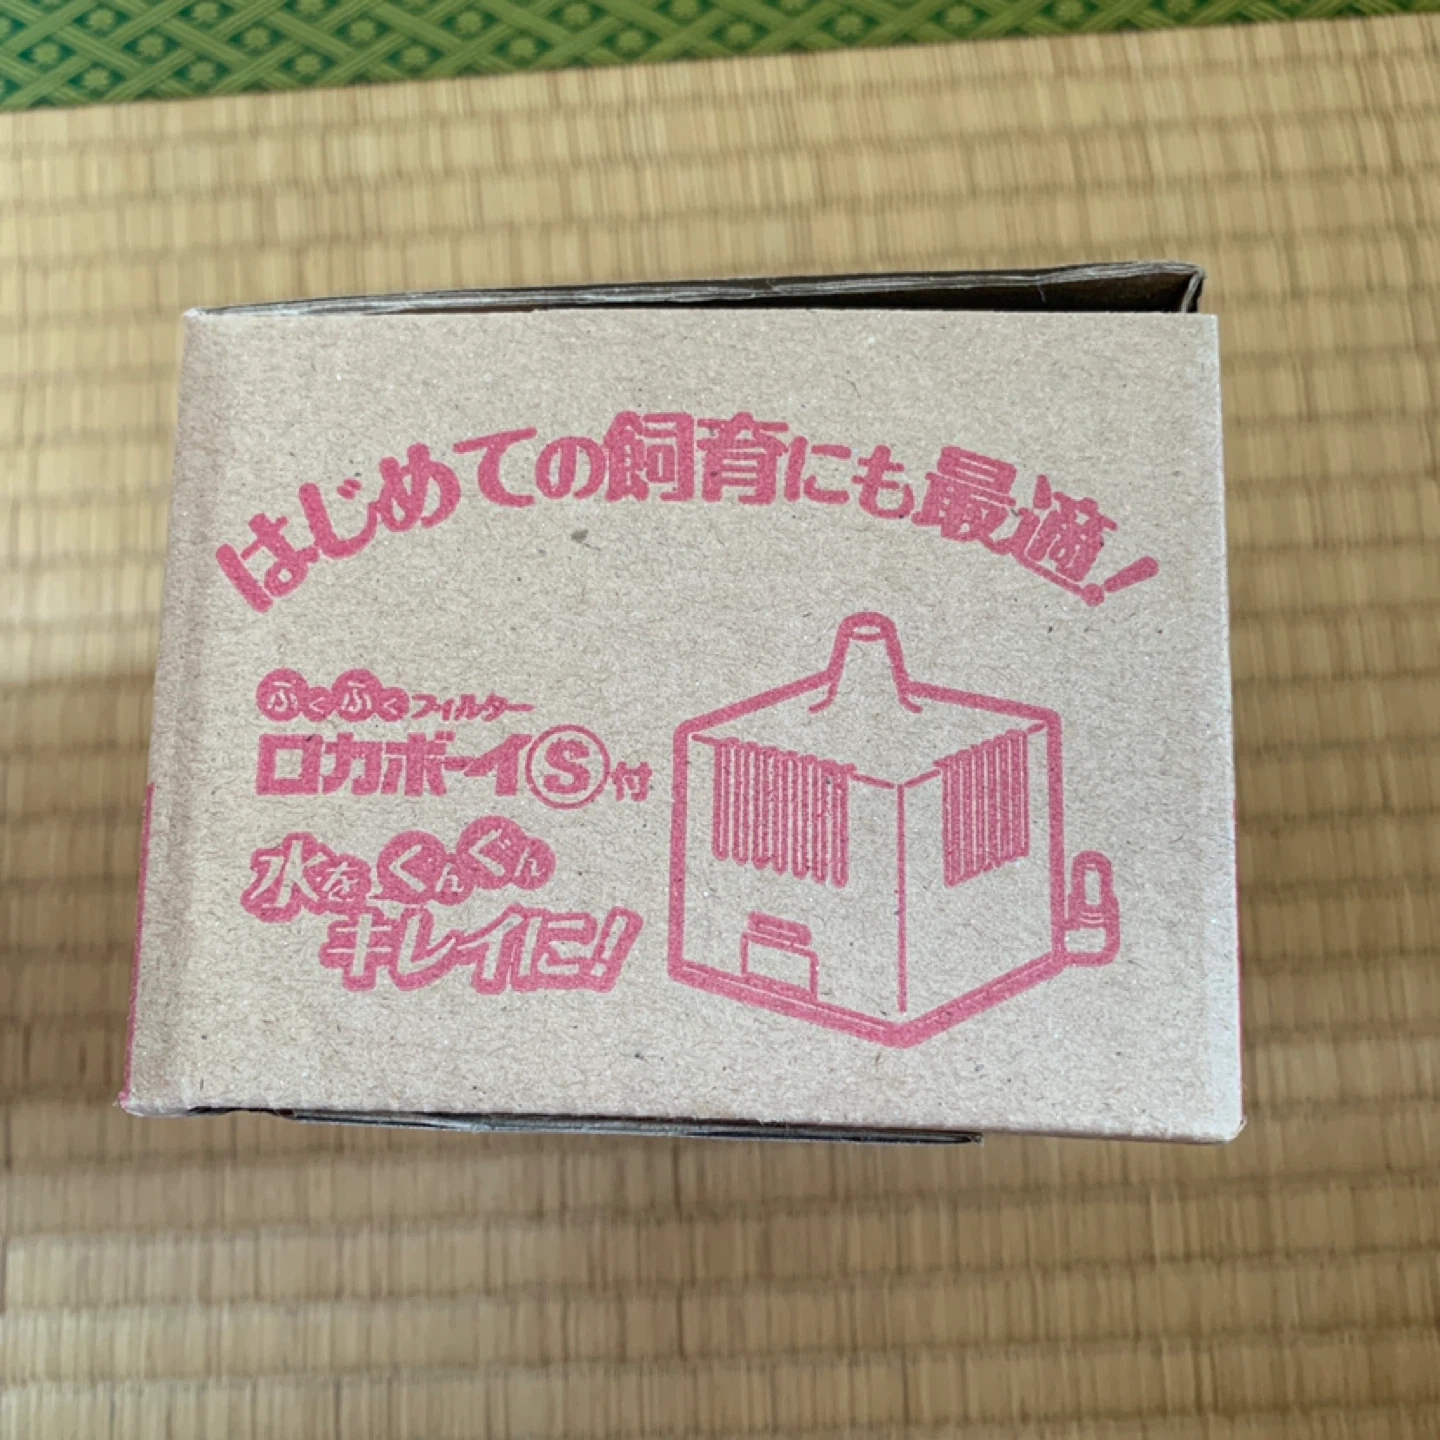 はじめての飼育にも最適!
ぶくぶくフィルター
ロカボーイS付
水をぐんぐん
キレイに!